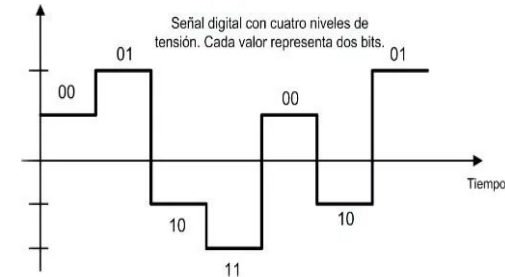 Señal digital con cuatro niveles de
tensión. Cada valor representa dos bits.
01
01
00
00
Tiempo
10
10
11